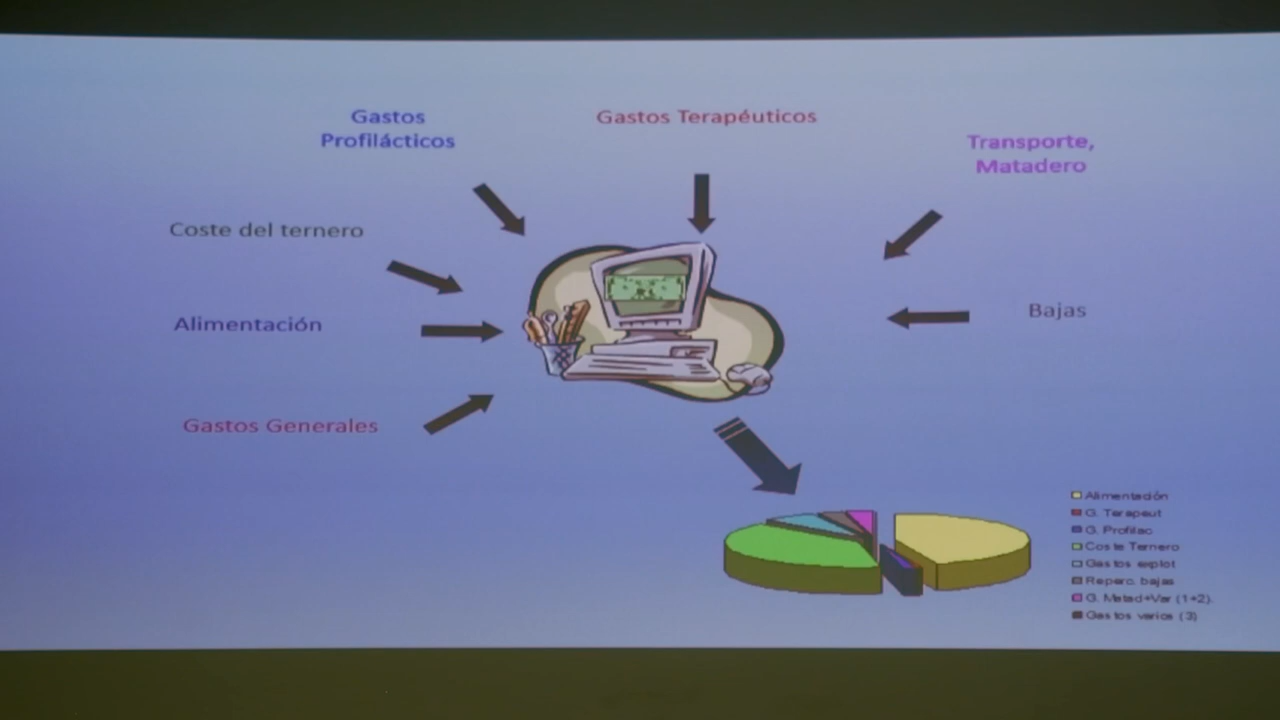 Gastos
Profilácticos
Gastos Terapéuticos
Transporte,
Matadero
Coste del ternero
Alimentación
Bajas
Gastos Generales
Alimentación
G. Terapeut
G. Profilac
Coste Ternero
Gastos explot
Reperc. bajas
G. Matad+Var (1+2).
Gastos varios (3)